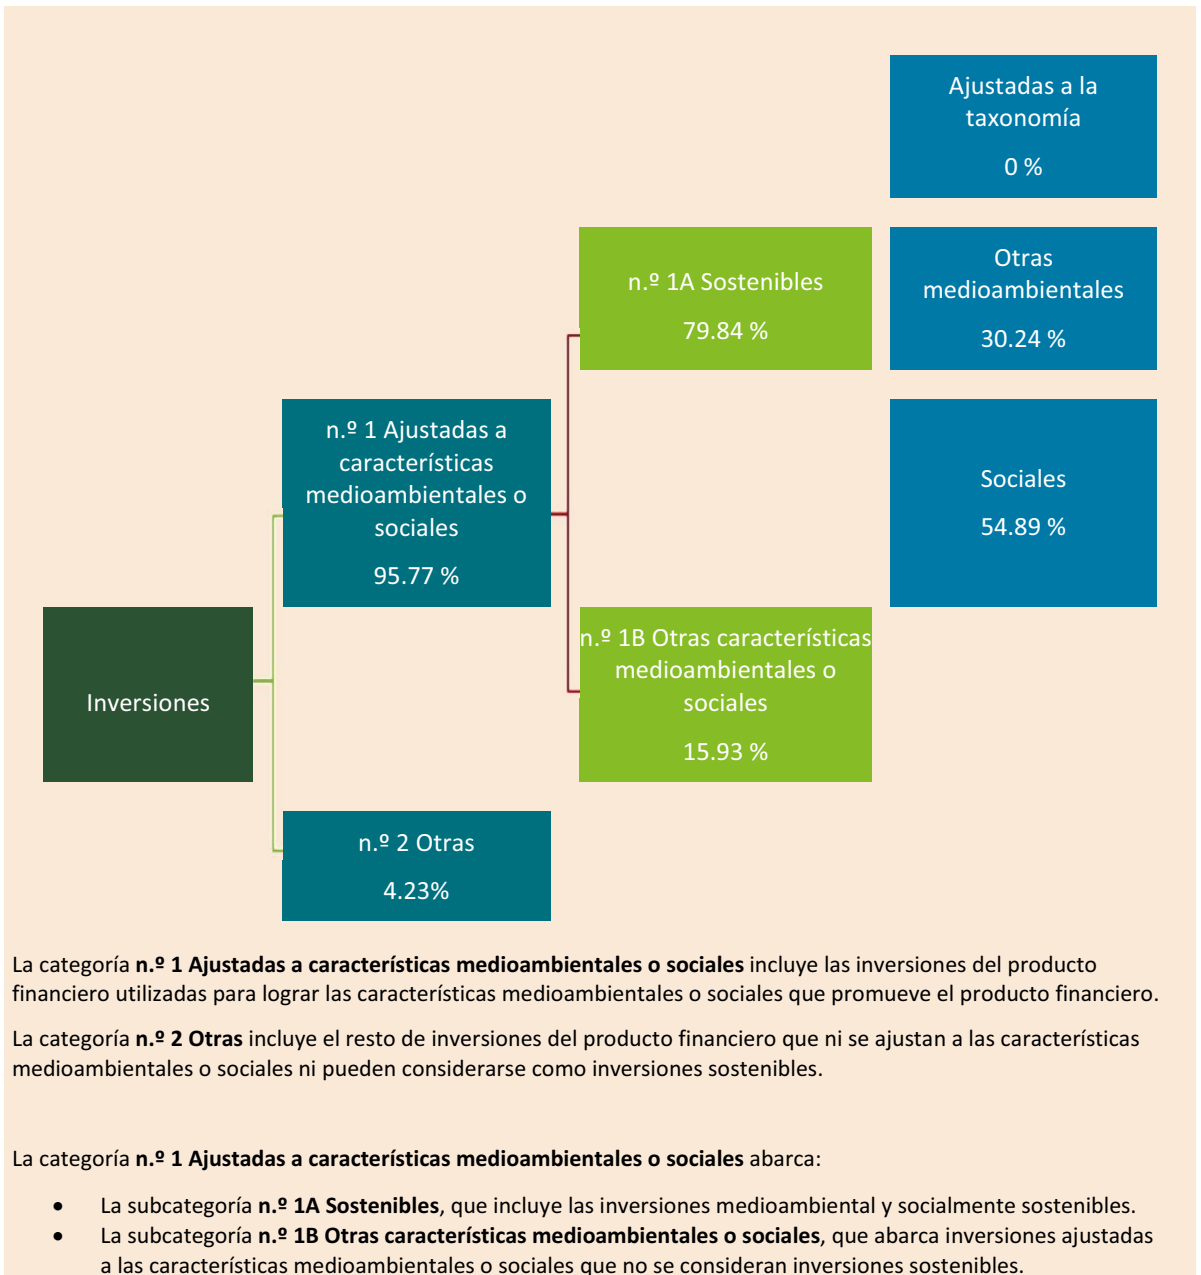 Ajustadas a la
taxonomía
0 %
n.º 1A Sostenibles
79.84 %
Otras
medioambientales
30.24 %
n.º 1 Ajustadas a
características
medioambientales o
sociales
95.77 %
Sociales
54.89 %
Inversiones
n.º 1B Otras características
medioambientales o
sociales
15.93 %
n.º 2 Otras
4.23%
La categoría n.º 1 Ajustadas a características medioambientales o sociales incluye las inversiones del producto
financiero utilizadas para lograr las características medioambientales o sociales que promueve el producto financiero.
La categoría n.º 2 Otras incluye el resto de inversiones del producto financiero que ni se ajustan a las características
medioambientales o sociales ni pueden considerarse como inversiones sostenibles.
La categoría n.º 1 Ajustadas a características medioambientales o sociales abarca:
• La subcategoría n.º 1A Sostenibles, que incluye las inversiones medioambiental y socialmente sostenibles.
• La subcategoría n.º 1B Otras características medioambientales o sociales, que abarca inversiones ajustadas
a las características medioambientales o sociales que no se consideran inversiones sostenibles.